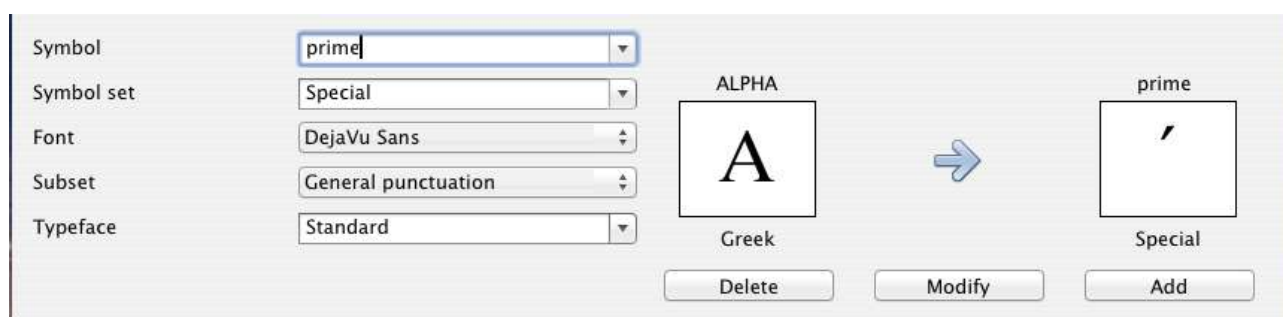 Symbol prime
Symbol set Special
Font DejaVu Sans
Subset General punctuation
Typeface Standard
ALPHA prime
Α ′
Greek Special
Delete Modify Add